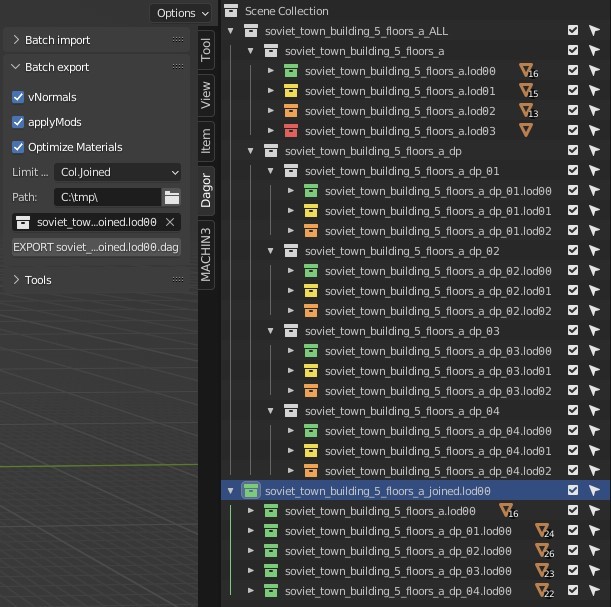 Options
Batch import
Batch export
vNormals
applyMods
Optimize Materials
Limit ... Col.Joined
Path: C:\tmp\
soviet_tow...oined.lod00
EXPORT soviet_...oined.lod00.dag
Tools
Tool
View
Item
Dagor
MACHIN3
Scene Collection
soviet_town_building_5_floors_a_ALL
soviet_town_building_5_floors_a
soviet_town_building_5_floors_a.lod00 16
soviet_town_building_5_floors_a.lod01 15
soviet_town_building_5_floors_a.lod02 13
soviet_town_building_5_floors_a.lod03
soviet_town_building_5_floors_a_dp
soviet_town_building_5_floors_a_dp_01
soviet_town_building_5_floors_a_dp_01.lod00
soviet_town_building_5_floors_a_dp_01.lod01
soviet_town_building_5_floors_a_dp_01.lod02
soviet_town_building_5_floors_a_dp_02
soviet_town_building_5_floors_a_dp_02.lod00
soviet_town_building_5_floors_a_dp_02.lod01
soviet_town_building_5_floors_a_dp_02.lod02
soviet_town_building_5_floors_a_dp_03
soviet_town_building_5_floors_a_dp_03.lod00
soviet_town_building_5_floors_a_dp_03.lod01
soviet_town_building_5_floors_a_dp_03.lod02
soviet_town_building_5_floors_a_dp_04
soviet_town_building_5_floors_a_dp_04.lod00
soviet_town_building_5_floors_a_dp_04.lod01
soviet_town_building_5_floors_a_dp_04.lod02
soviet_town_building_5_floors_a_joined.lod00
soviet_town_building_5_floors_a.lod00 16
soviet_town_building_5_floors_a_dp_01.lod00 24
soviet_town_building_5_floors_a_dp_02.lod00 26
soviet_town_building_5_floors_a_dp_03.lod00 23
soviet_town_building_5_floors_a_dp_04.lod00 22